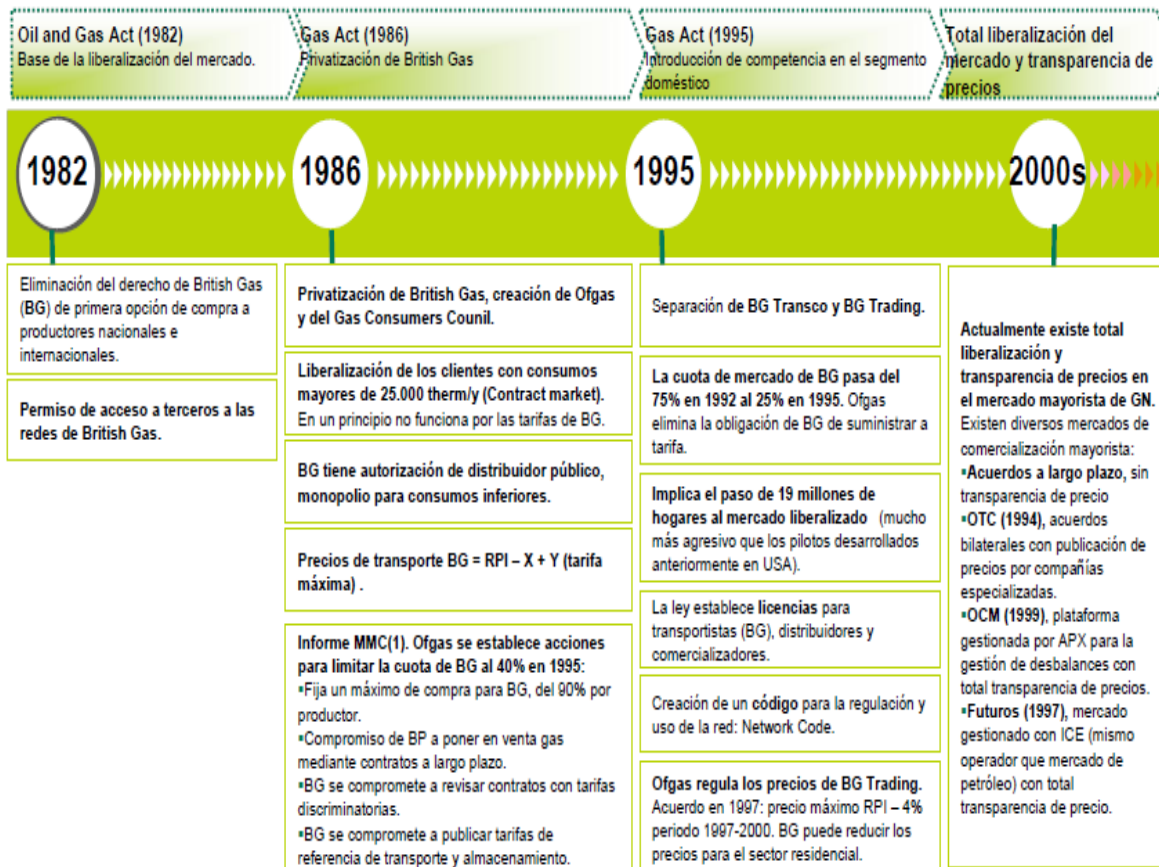 Oil and Gas Act (1982)
Base de la liberalización del mercado.
Gas Act (1986)
Privatización de British Gas
Gas Act (1995)
Introducción de competencia en el segmento
doméstico
Total liberalización del
mercado y transparencia de
precios
1982
1986
1995
2000s
Eliminación del derecho de British Gas
(BG) de primera opción de compra a
productores nacionales e
internacionales.
Permiso de acceso a terceros a las
redes de British Gas.
Privatización de British Gas, creación de Ofgas
y del Gas Consumers Counil.
Liberalización de los clientes con consumos
mayores de 25.000 therm/y (Contract market).
En un principio no funciona por las tarifas de BG.
BG tiene autorización de distribuidor público,
monopolio para consumos inferiores.
Precios de transporte BG = RPI – X + Y (tarifa
máxima) .
Informe MMC(1). Ofgas se establece acciones
para limitar la cuota de BG al 40% en 1995:
▪Fija un máximo de compra para BG, del 90% por
productor.
▪Compromiso de BP a poner en venta gas
mediante contratos a largo plazo.
▪BG se compromete a revisar contratos con tarifas
discriminatorias.
▪BG se compromete a publicar tarifas de
referencia de transporte y almacenamiento.
Separación de BG Transco y BG Trading.
La cuota de mercado de BG pasa del
75% en 1992 al 25% en 1995. Ofgas
elimina la obligación de BG de suministrar a
tarifa.
Implica el paso de 19 millones de
hogares al mercado liberalizado (mucho
más agresivo que los pilotos desarrollados
anteriormente en USA).
La ley establece licencias para
transportistas (BG), distribuidores y
comercializadores.
Creación de un código para la regulación y
uso de la red: Network Code.
Ofgas regula los precios de BG Trading.
Acuerdo en 1997: precio máximo RPI – 4%
periodo 1997-2000. BG puede reducir los
precios para el sector residencial.
Actualmente existe total
liberalización y
transparencia de precios en
el mercado mayorista de GN.
Existen diversos mercados de
comercialización mayorista:
▪Acuerdos a largo plazo, sin
transparencia de precio
▪OTC (1994), acuerdos
bilaterales con publicación de
precios por compañías
especializadas.
▪OCM (1999), plataforma
gestionada por APX para la
gestión de desbalances con
total transparencia de precios.
▪Futuros (1997), mercado
gestionado con ICE (mismo
operador que mercado de
petróleo) con total
transparencia de precio.